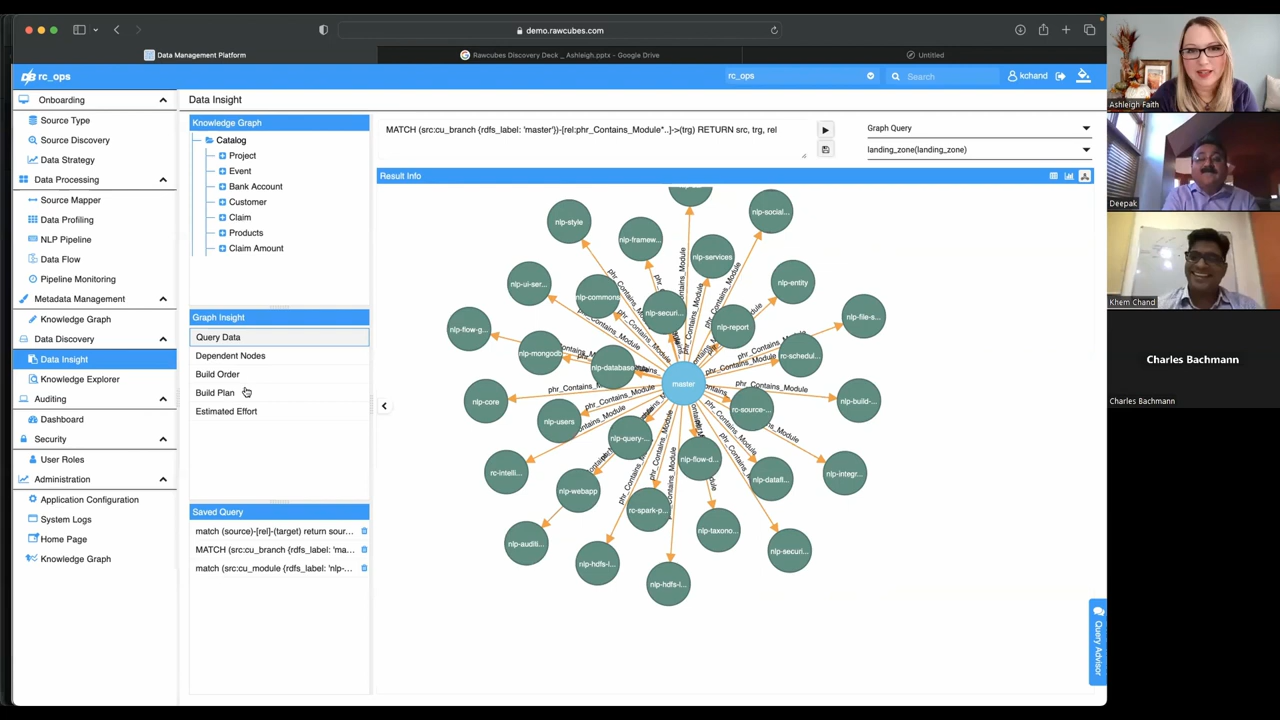 demo.rawcubes.com
Data Management Platform
Rawcubes Discovery Deck _ Ashleigh.pptx - Google Drive
Untitled
rc_ops
rc_ops
Search
kchand
Onboarding
Source Type
Source Discovery
Data Strategy
Data Processing
Source Mapper
Data Profiling
NLP Pipeline
Data Flow
Pipeline Monitoring
Metadata Management
Knowledge Graph
Data Discovery
Data Insight
Knowledge Explorer
Auditing
Dashboard
Security
User Roles
Administration
Application Configuration
System Logs
Home Page
Knowledge Graph
Data Insight
Knowledge Graph
Catalog
Project
Event
Bank Account
Customer
Claim
Products
Claim Amount
Graph Insight
Query Data
Dependent Nodes
Build Order
Build Plan
Estimated Effort
Saved Query
match (source)-[rel]-(target) return sour...
MATCH (src:cu_branch {rdfs_label: 'ma...
match (src:cu_module {rdfs_label: 'nlp-...
MATCH (src:cu_branch {rdfs_label: 'master'})-[rel:phr_Contains_Module*..]->(trg) RETURN src, trg, rel
Graph Query
landing_zone(landing_zone)
Result Info
nlp-style
nlp-social...
nlp-framew...
nlp-services
nlp-ui-ser...
nlp-commons
nlp-entity
nlp-securi...
nlp-report
nlp-file-s...
nlp-flow-g...
nlp-mongodb
nlp-database
rc-schedul...
master
nlp-core
nlp-build-...
rc-source-...
nlp-users
nlp-query-...
nlp-flow-d...
rc-intelli...
nlp-integr...
nlp-webapp
nlp-datafl...
rc-spark-p...
nlp-taxono...
nlp-auditi...
nlp-securi...
nlp-hdfs-i...
nlp-hdfs-i...
phr_Contains_Module
phr_Contains_Module
phr_Contains_Module
Query Advisor
Ashleigh Faith
Deepak
Khem Chand
Charles Bachmann
Charles Bachmann